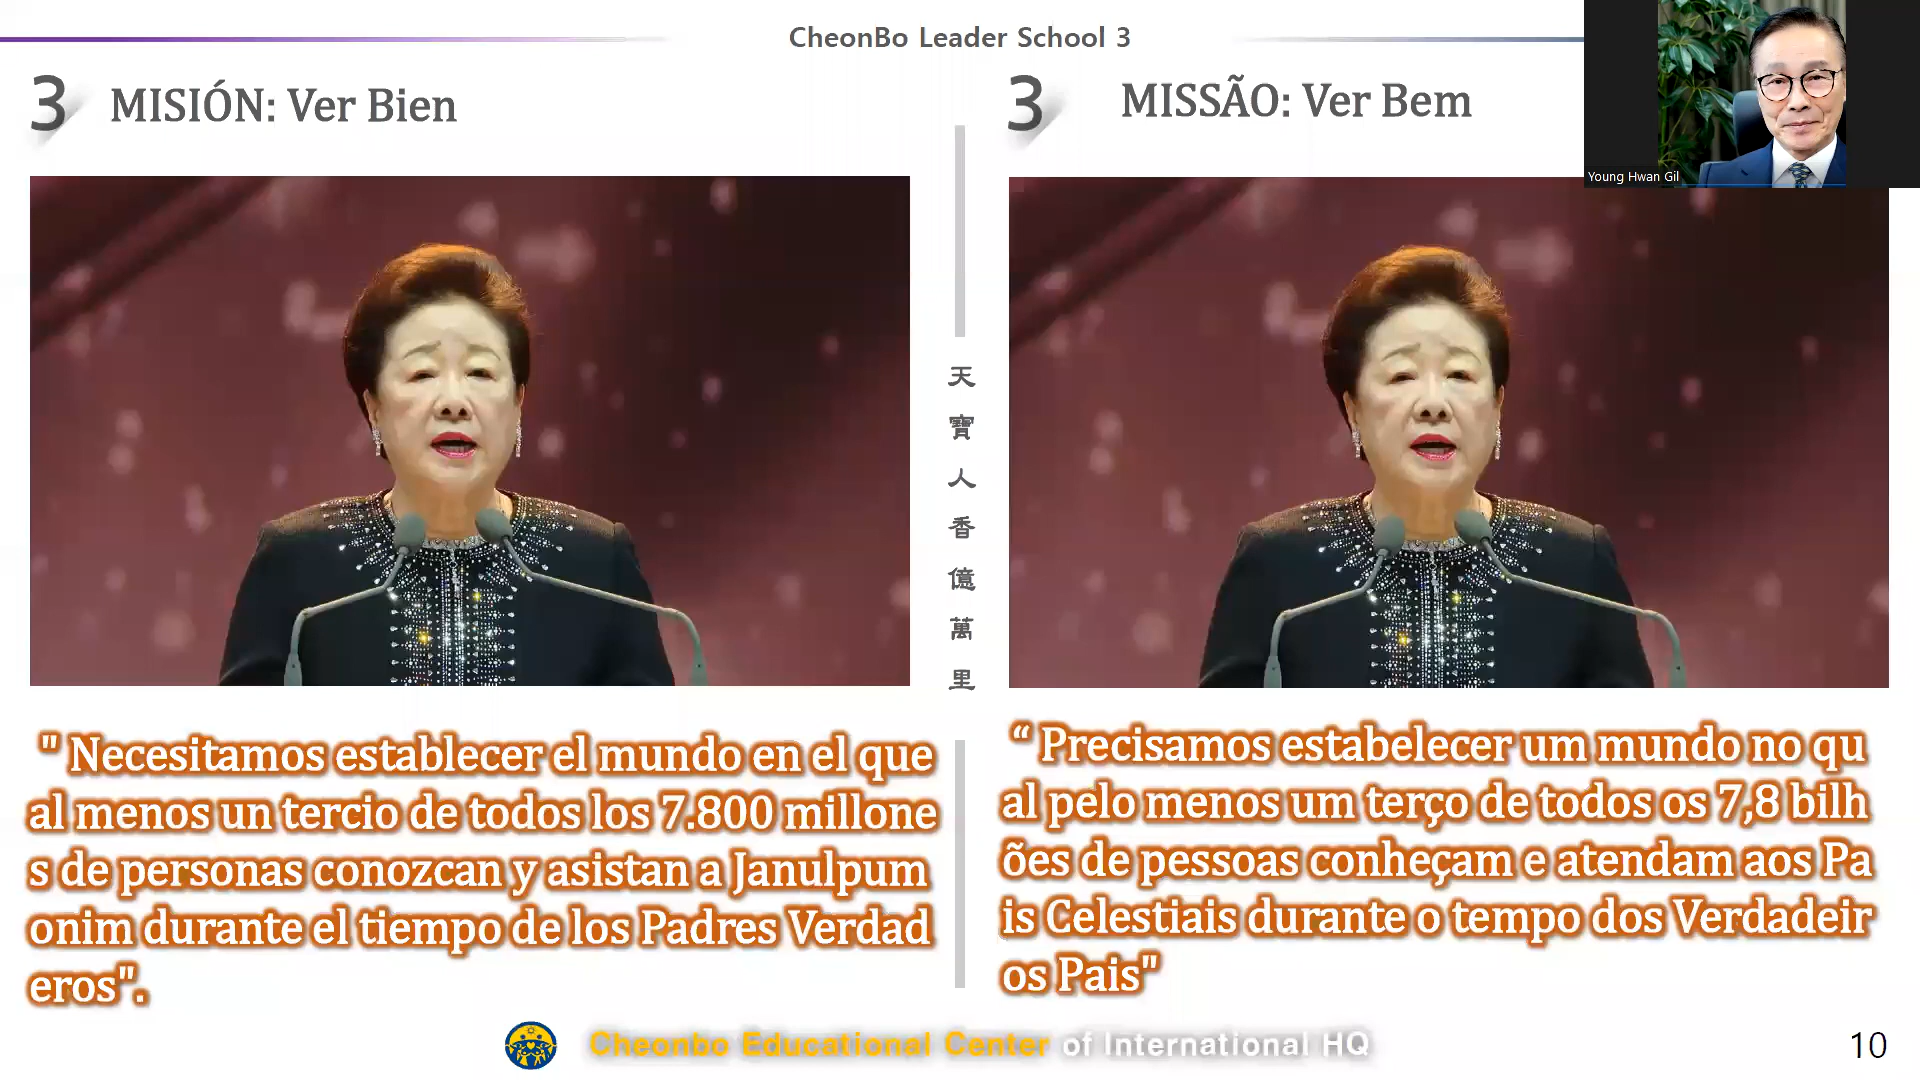 CheonBo Leader School 3
3 MISIÓN: Ver Bien
" Necesitamos establecer el mundo en el que
al menos un tercio de todos los 7.800 millone
s de personas conozcan y asistan a Janulpum
onim durante el tiempo de los Padres Verdad
eros".
天
寶
人
香
億
萬
里
3 MISSÃO: Ver Bem
“ Precisamos estabelecer um mundo no qu
al pelo menos um terço de todos os 7,8 bilh
ões de pessoas conheçam e atendam aos Pa
is Celestiais durante o tempo dos Verdadeir
os Pais"
Young Hwan Gil
Cheonbo Educational Center of International HQ
10